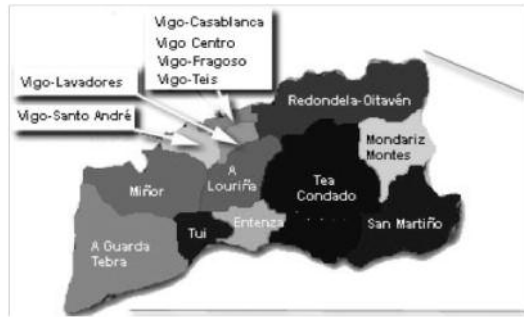 Vigo-Casablanca
Vigo Centro
Vigo-Fragoso
Vigo-Teis
Vigo-Lavadores
Vigo-Santo André
Redondela-Oitavén
Mondariz
Montes
A
Louriña
Tea
Condado
Miñor
Entenza
San Martiño
Tui
A Guarda
Tebra